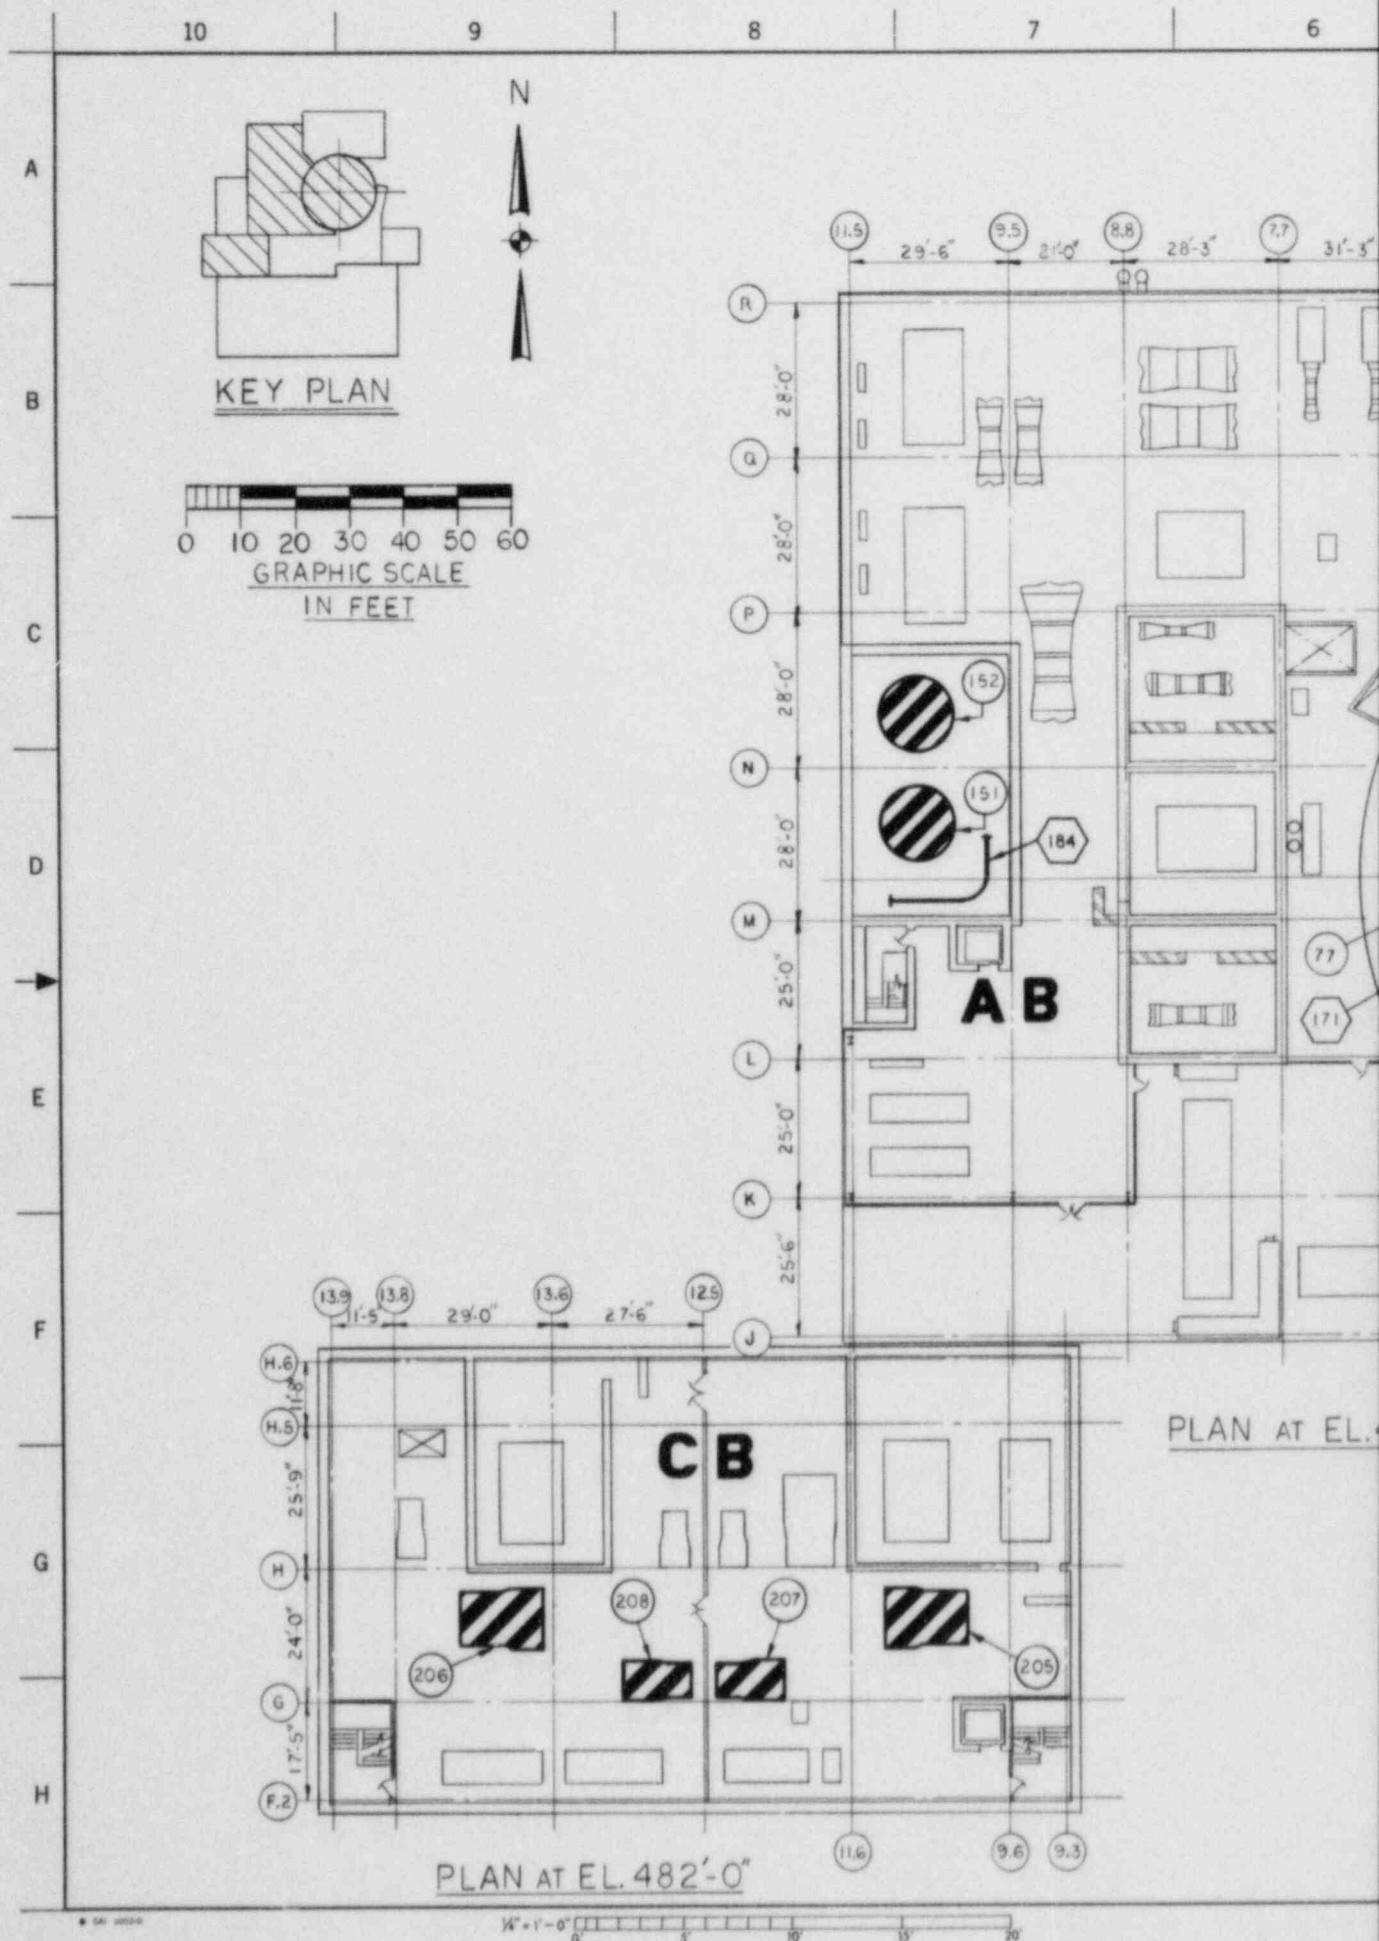 10 9 8 7 6
A
B
C
D
E
F
G
H
N
KEY PLAN
0 10 20 30 40 50 60
GRAPHIC SCALE
IN FEET
11.5 9.5 8.8 7.7
29'-6" 21'-0" 28'-3" 31'-3"
R
28'-0"
Q
28'-0"
P
28'-0"
152
N
151
28'-0"
184
M
77
25'-0"
AB
171
L
25'-0"
K
25'-6"
J
13.9 13.8 13.6 12.5
11'-5" 29'-0" 27'-6"
H.6
11'-8"
H.5
PLAN AT EL.
CB
25'-9"
H
208 207
24'-0"
206 205
G
17'-5"
F.2
11.6 9.6 9.3
PLAN AT EL. 482'-0"
1/4" = 1'-0"
0' 5' 10' 15' 20'